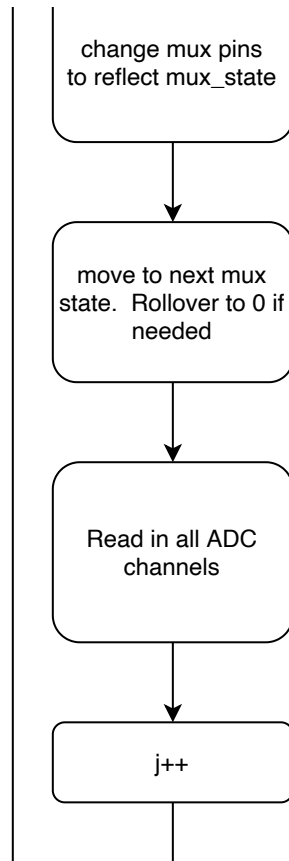 change mux pins
to reflect mux_state
move to next mux
state.  Rollover to 0 if
needed
Read in all ADC
channels
j++